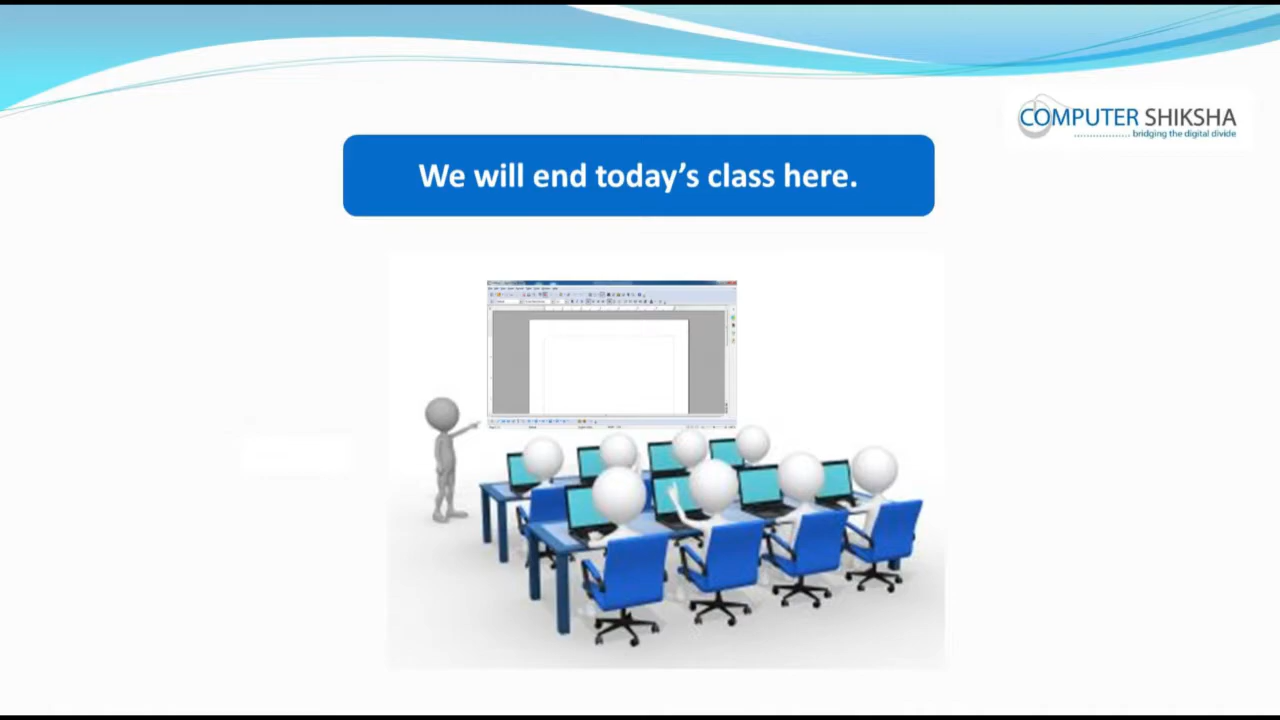 COMPUTER SHIKSHA
bridging the digital divide
We will end today's class here.